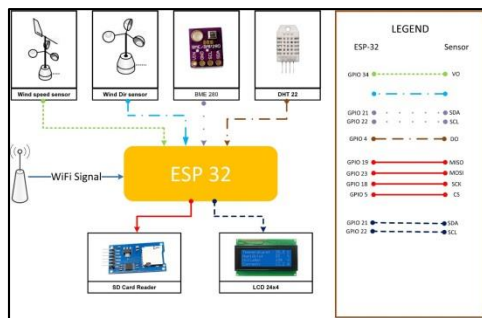 Wind speed sensor
Wind Dir sensor
BME 280
DHT 22
WiFi Signal
ESP 32
SD Card Reader
LCD 24x4
LEGEND
ESP-32 Sensor
GPIO 34 VO
GPIO 21 SDA
GPIO 22 SCL
GPIO 4 DO
GPIO 19 MISO
GPIO 23 MOSI
GPIO 18 SCK
GPIO 5 CS
GPIO 21 SDA
GPIO 22 SCL